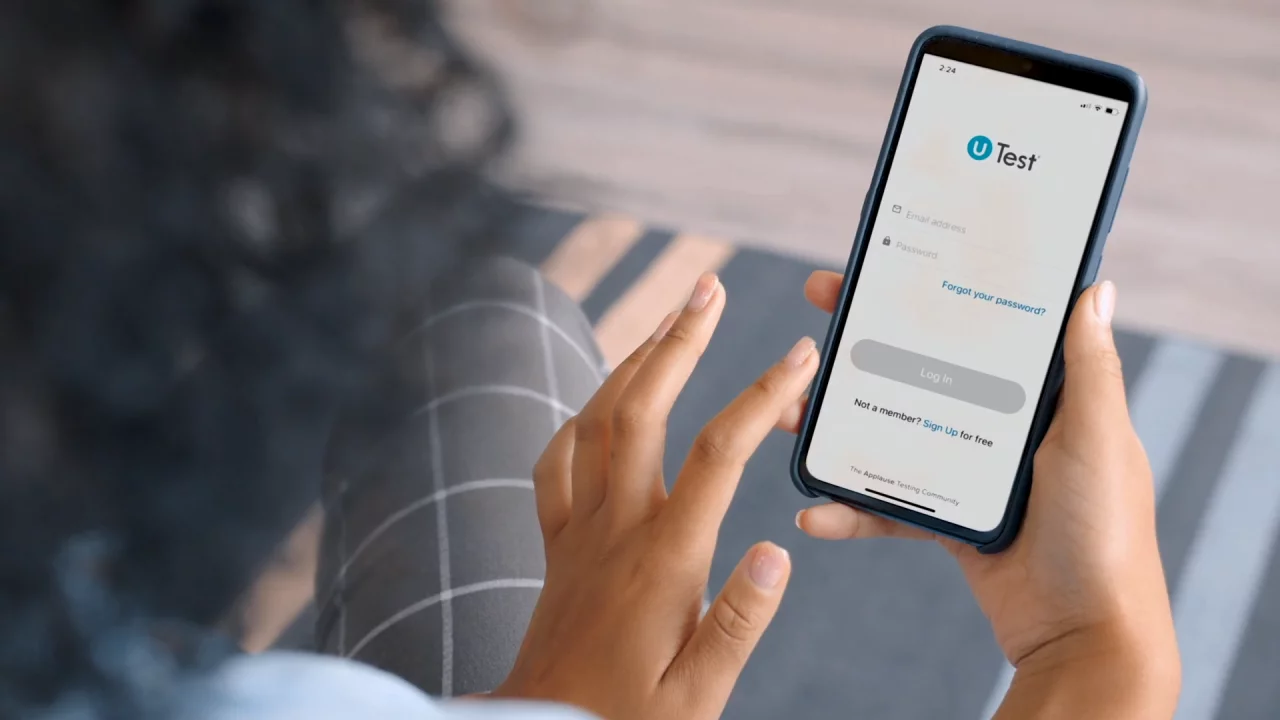 2:24
U Test
Email address
Password
Forgot your password?
Log In
Not a member? Sign Up for free
The Applause Testing Community